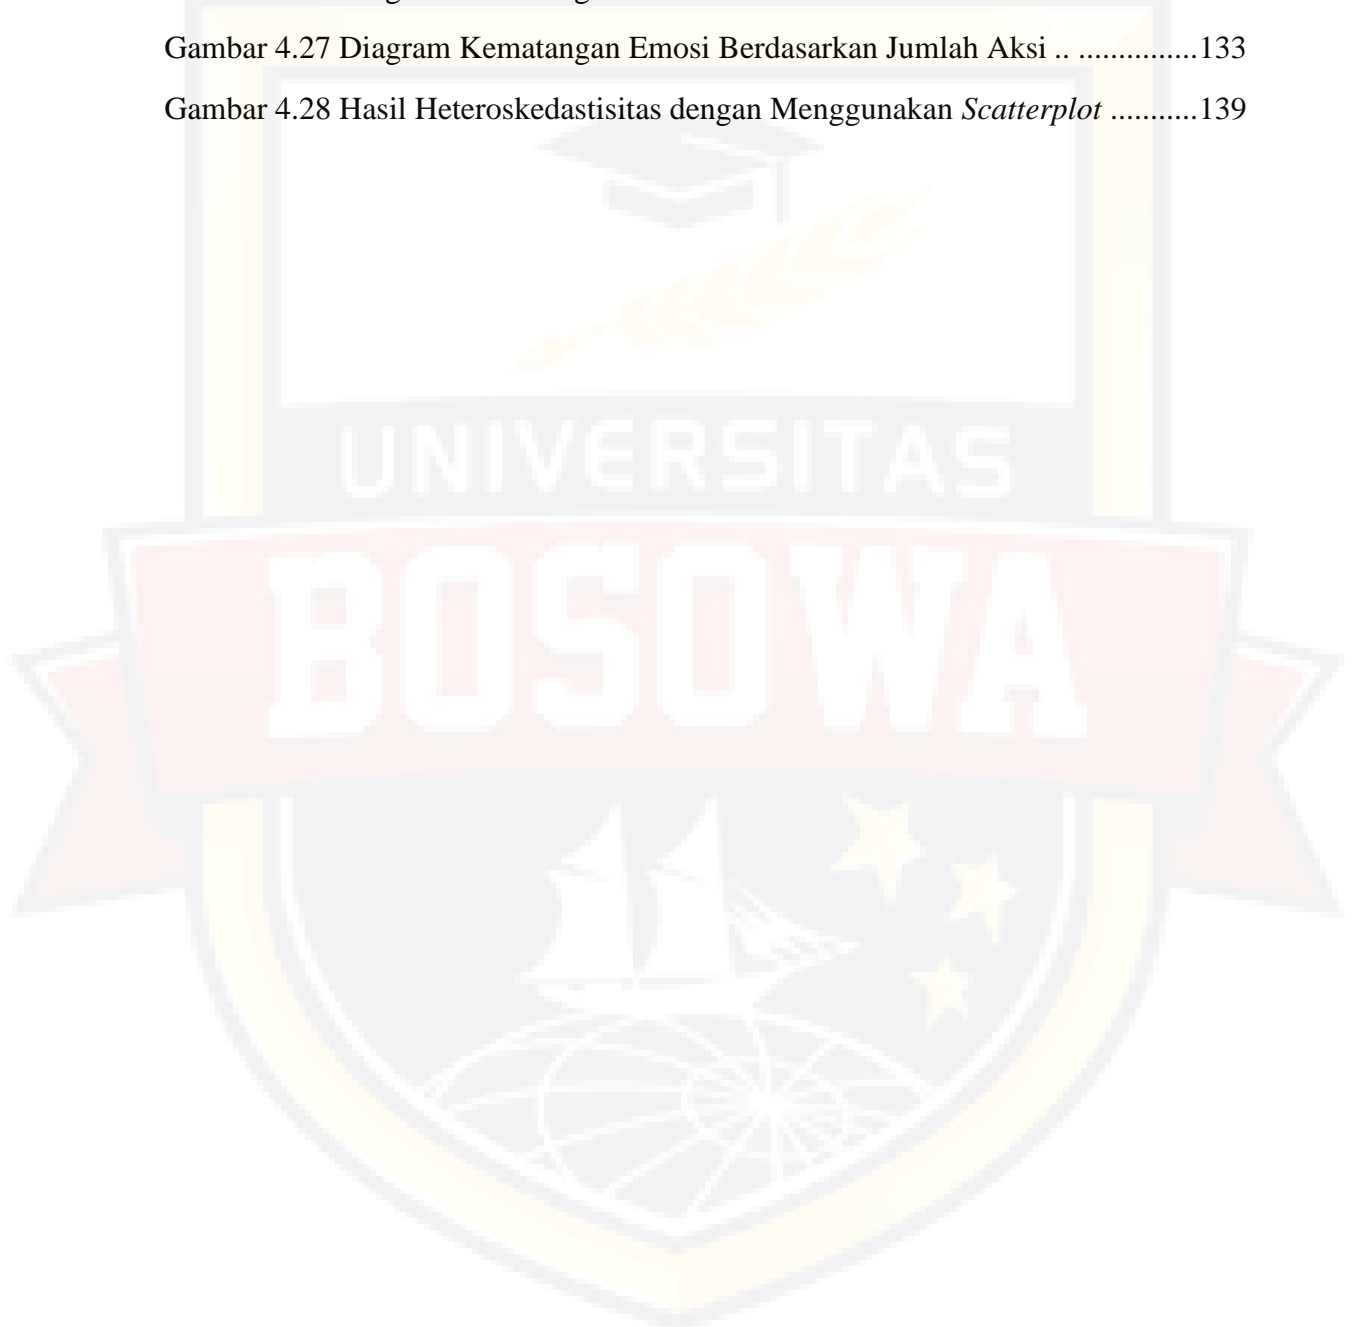 Gambar 4.27 Diagram Kematangan Emosi Berdasarkan Jumlah Aksi .. ...............133
Gambar 4.28 Hasil Heteroskedastisitas dengan Menggunakan Scatterplot ...........139
UNIVERSITAS
BOSOWA